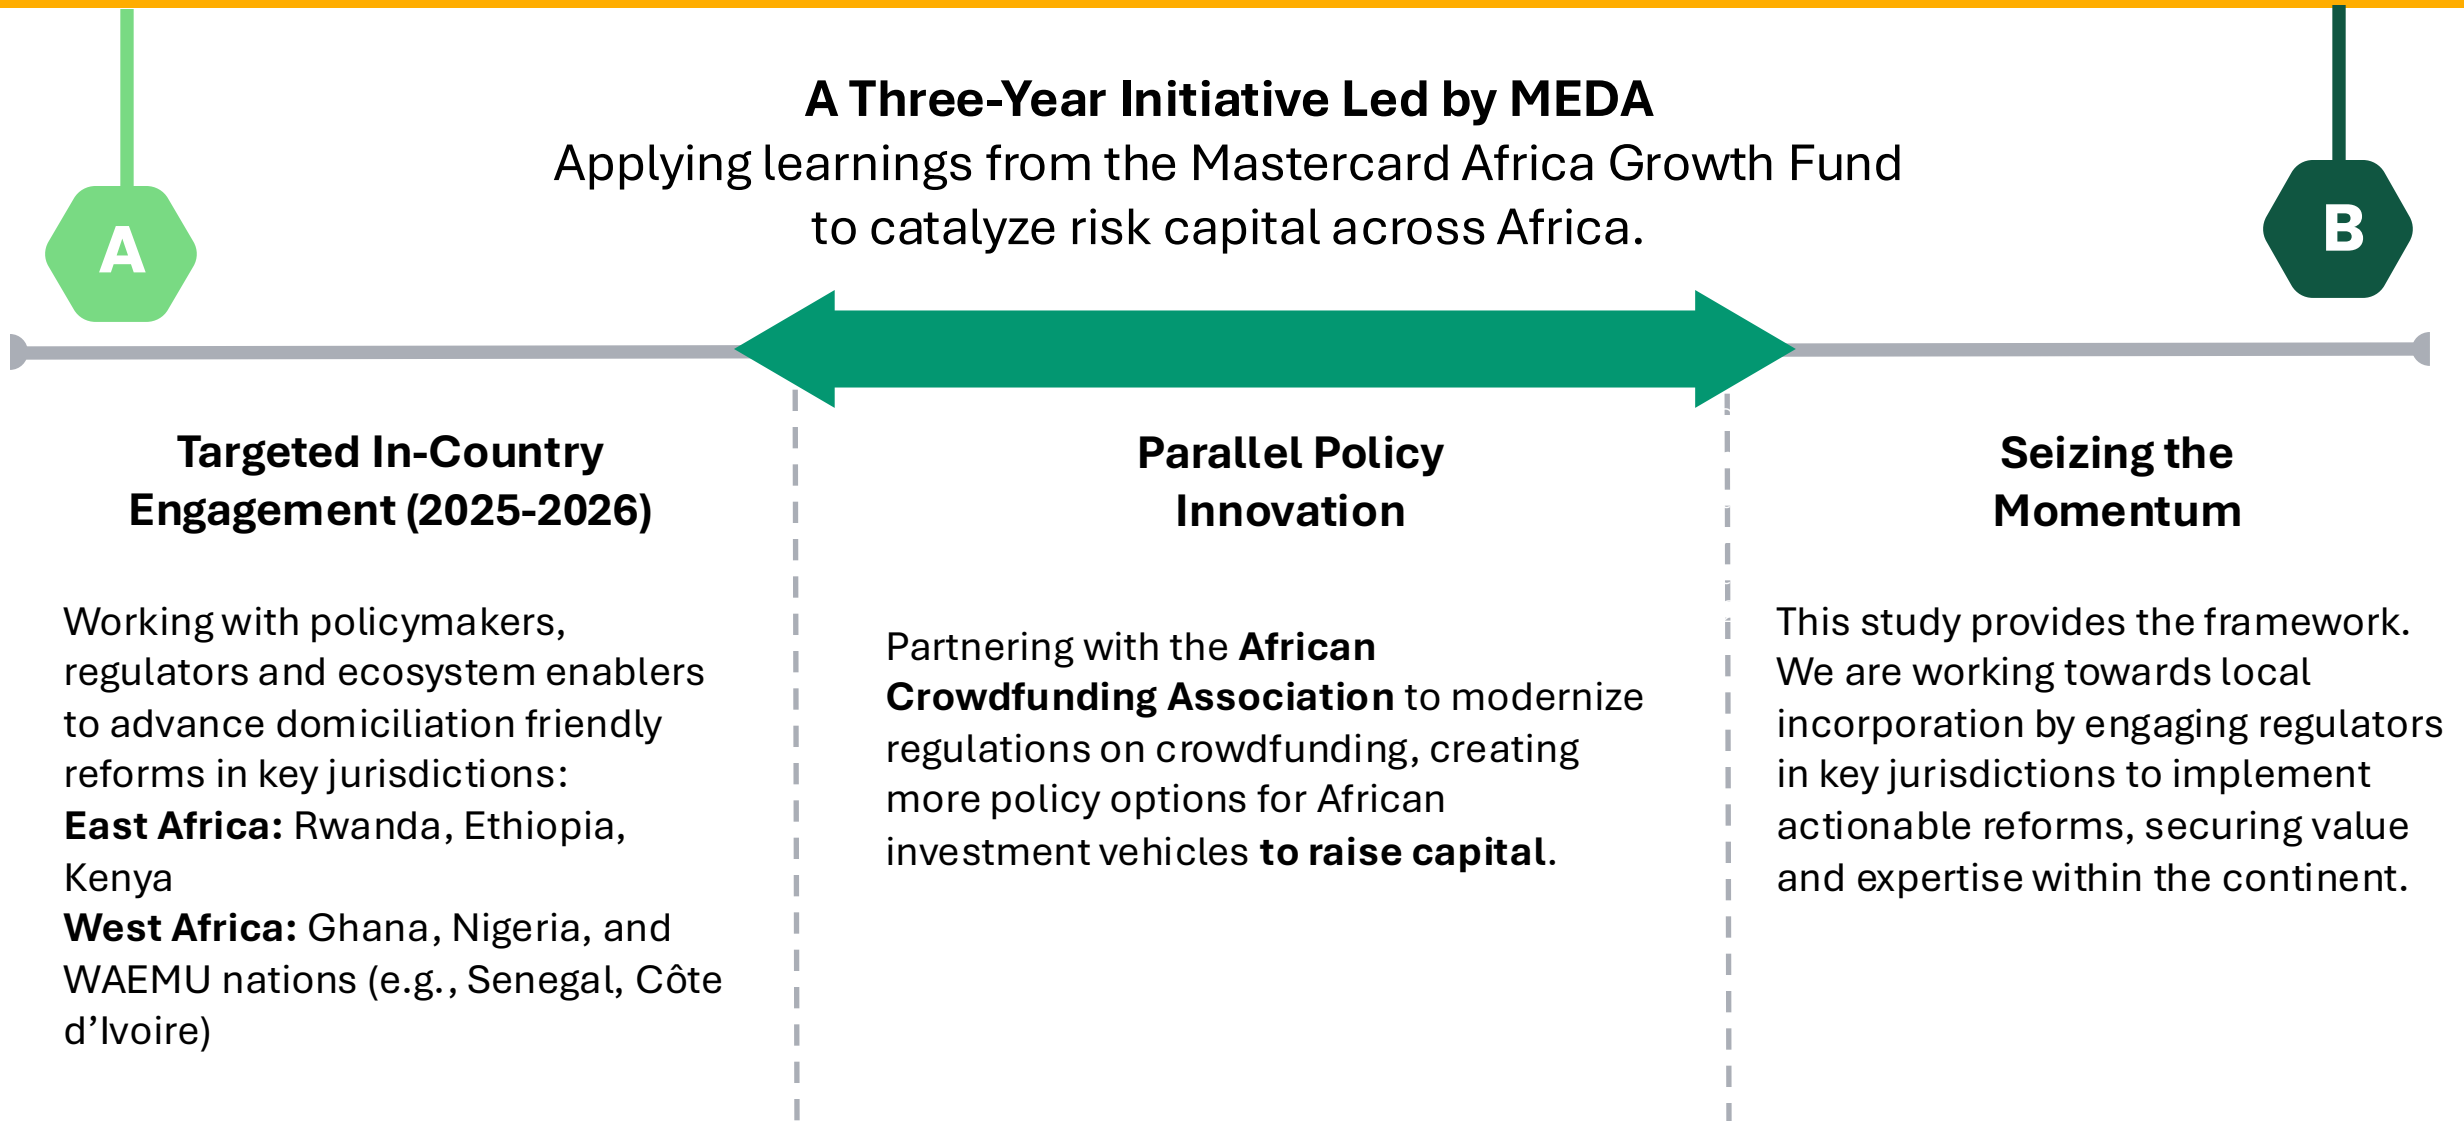 A
B
A Three-Year Initiative Led by MEDA
Applying learnings from the Mastercard Africa Growth Fund
to catalyze risk capital across Africa.
Targeted In-Country
Engagement (2025-2026)
Working with policymakers,
regulators and ecosystem enablers
to advance domiciliation friendly
reforms in key jurisdictions:
East Africa: Rwanda, Ethiopia,
Kenya
West Africa: Ghana, Nigeria, and
WAEMU nations (e.g., Senegal, Côte
d’Ivoire)
Parallel Policy
Innovation
Partnering with the African
Crowdfunding Association to modernize
regulations on crowdfunding, creating
more policy options for African
investment vehicles to raise capital.
Seizing the
Momentum
This study provides the framework.
We are working towards local
incorporation by engaging regulators
in key jurisdictions to implement
actionable reforms, securing value
and expertise within the continent.